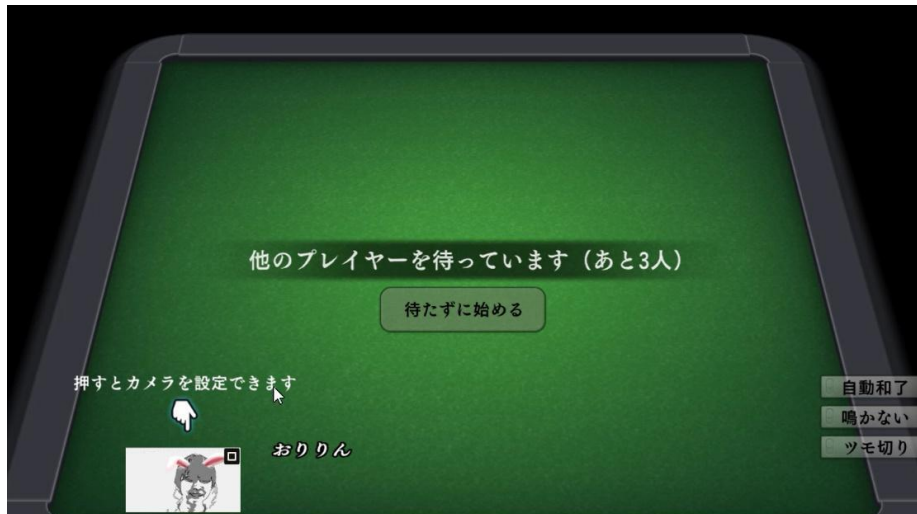 他のプレイヤーを待っています（あと3人）
待たずに始める
押すとカメラを設定できます
おりりん
自動和了
鳴かない
ツモ切り